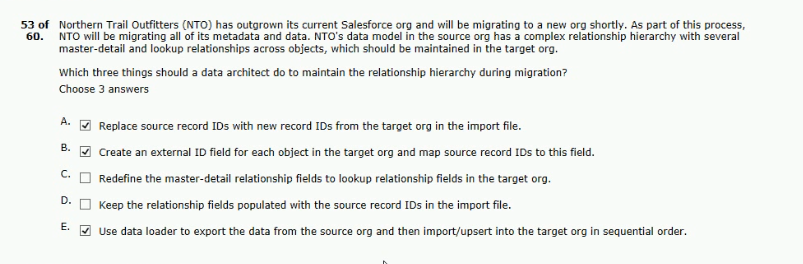 53 of Northern Trail Outfitters (NTO) has outgrown its current Salesforce org and will be migrating to a new org shortly. As part of this process,
60. NTO will be migrating all of its metadata and data. NTO's data model in the source org has a complex relationship hierarchy with several
master-detail and lookup relationships across objects, which should be maintained in the target org.
Which three things should a data architect do to maintain the relationship hierarchy during migration?
Choose 3 answers
A. Replace source record IDs with new record IDs from the target org in the import file.
B. Create an external ID field for each object in the target org and map source record IDs to this field.
C. Redefine the master-detail relationship fields to lookup relationship fields in the target org.
D. Keep the relationship fields populated with the source record IDs in the import file.
E. Use data loader to export the data from the source org and then import/upsert into the target org in sequential order.